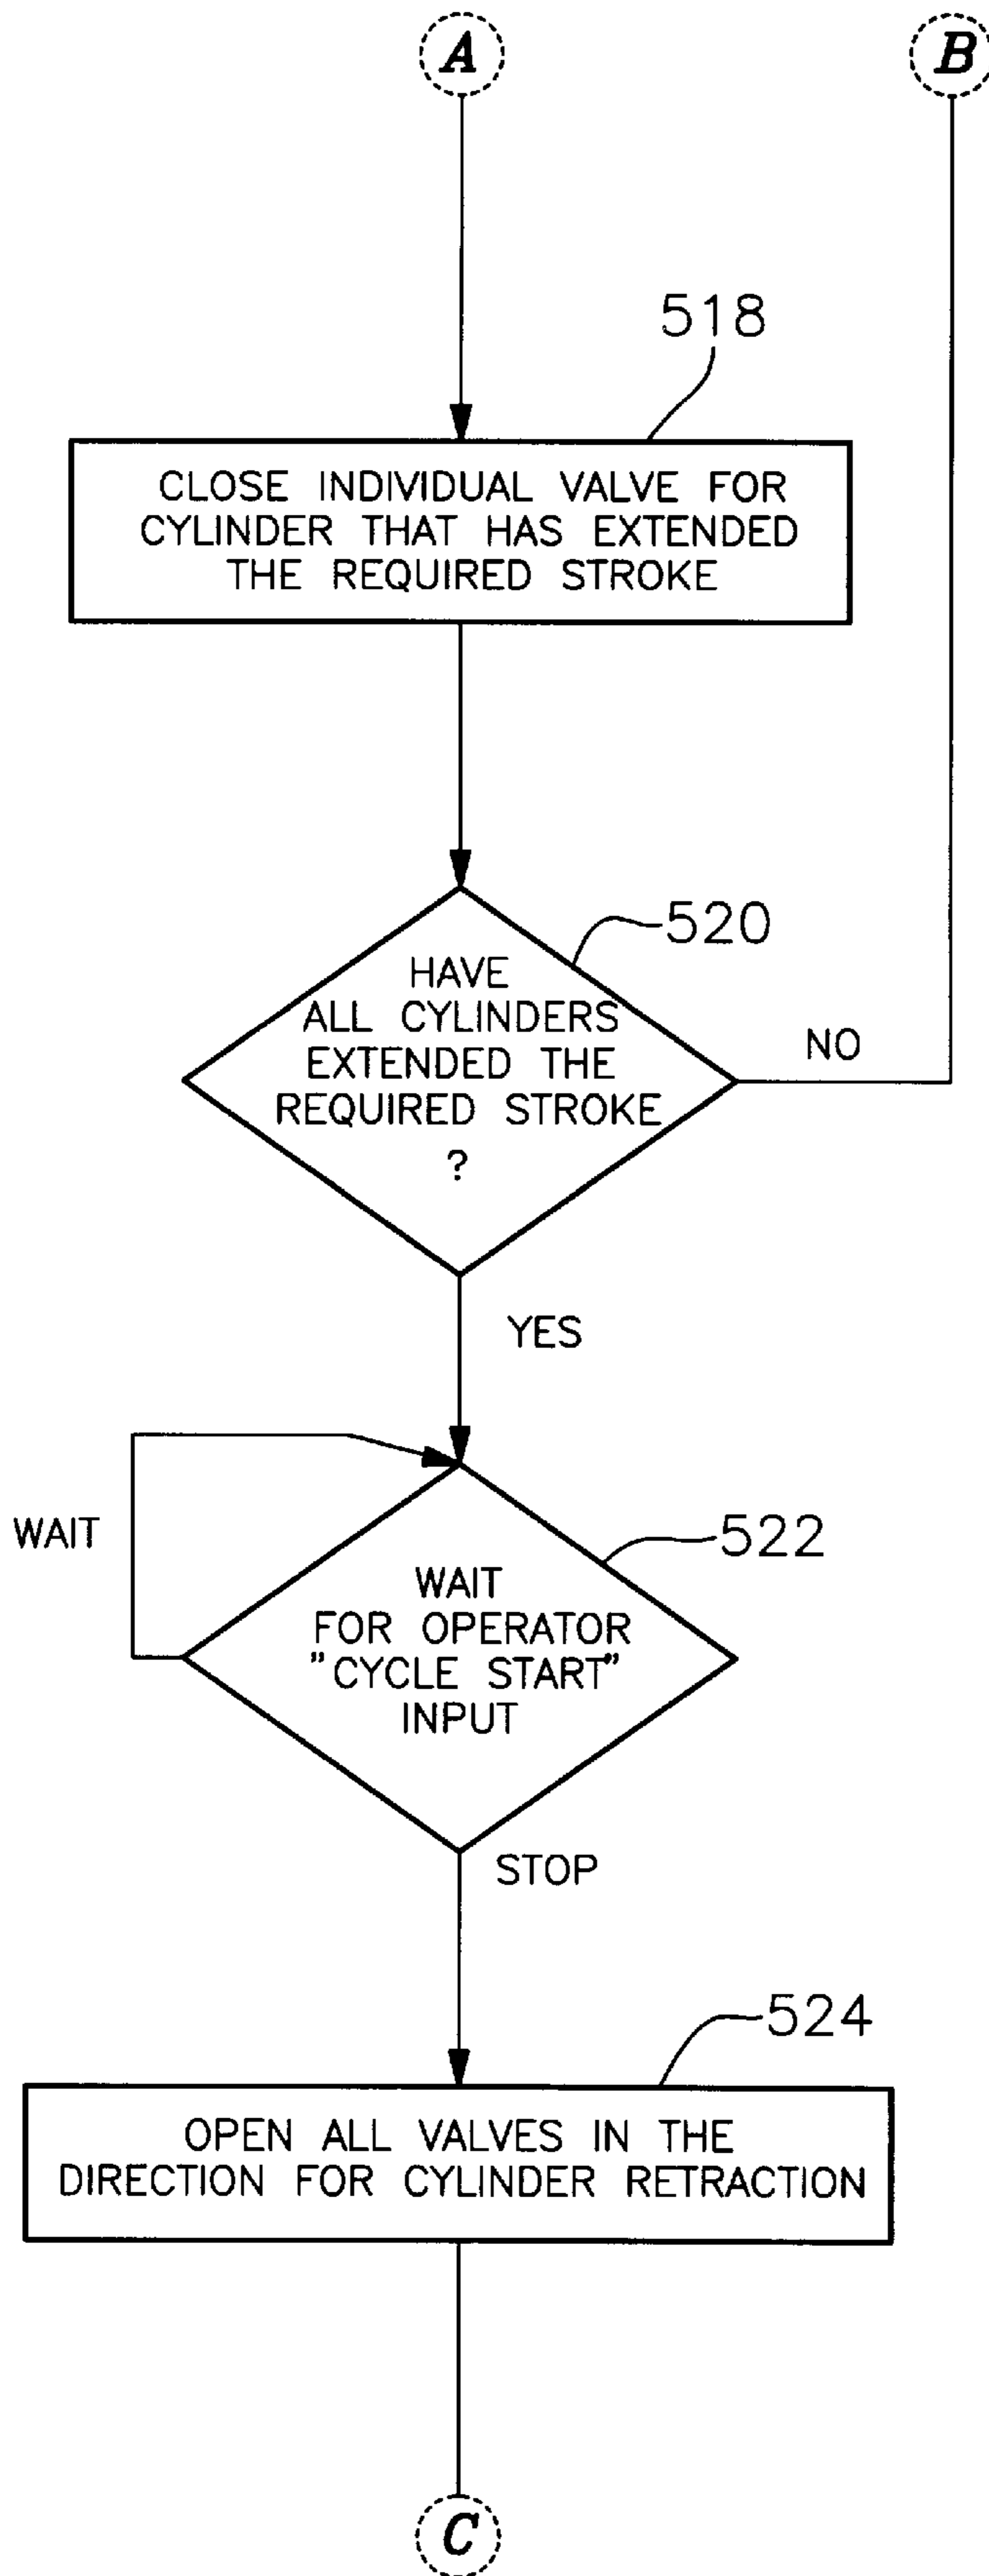 A
B
518
CLOSE INDIVIDUAL VALVE FOR
CYLINDER THAT HAS EXTENDED
THE REQUIRED STROKE
520
HAVE
ALL CYLINDERS
EXTENDED THE
REQUIRED STROKE
?
NO
YES
WAIT
522
WAIT
FOR OPERATOR
"CYCLE START"
INPUT
STOP
524
OPEN ALL VALVES IN THE
DIRECTION FOR CYLINDER RETRACTION
C